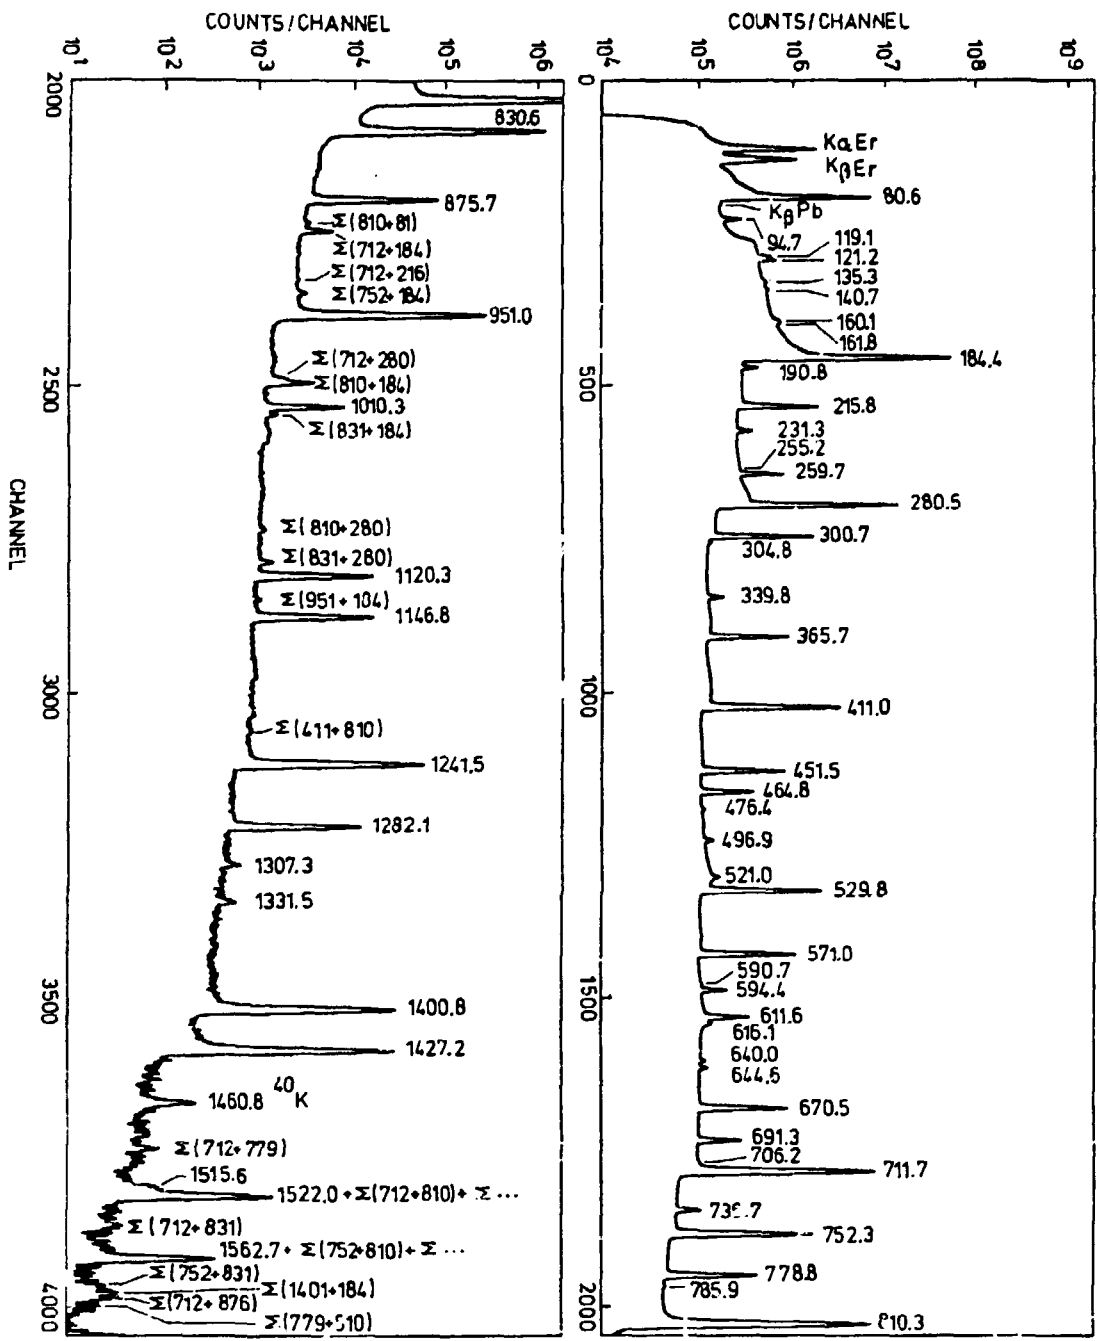 COUNTS/CHANNEL
10¹ 10² 10³ 10⁴ 10⁵ 10⁶
2000
2500
3000
3500
4000
CHANNEL
830.6
875.7
Σ(810+81)
Σ(712+184)
Σ(712+216)
Σ(752+184)
951.0
Σ(712+280)
Σ(810+184)
1010.3
Σ(831+184)
Σ(810+280)
Σ(831+280)
1120.3
Σ(951+184)
1146.8
Σ(411+810)
1241.5
1282.1
1307.3
1331.5
1400.8
1427.2
1460.8 ⁴⁰K
Σ(712+779)
1515.6
1522.0 + Σ(712+810) + Σ ...
Σ(712+831)
1562.7 + Σ(752+810) + Σ ...
Σ(752+831)
Σ(1401+184)
Σ(712+876)
Σ(779+810)
COUNTS/CHANNEL
10⁴ 10⁵ 10⁶ 10⁷ 10⁸ 10⁹
0
500
1000
1500
2000
KαEr
KβEr
80.6
KβPb
94.7
119.1
121.2
135.3
140.7
160.1
161.8
184.4
190.8
215.8
231.3
255.2
259.7
280.5
300.7
304.8
339.8
365.7
411.0
451.5
464.8
476.4
496.9
521.0
529.8
571.0
590.7
594.4
611.6
616.1
640.0
644.6
670.5
691.3
706.2
711.7
752.3
778.8
785.9
810.3